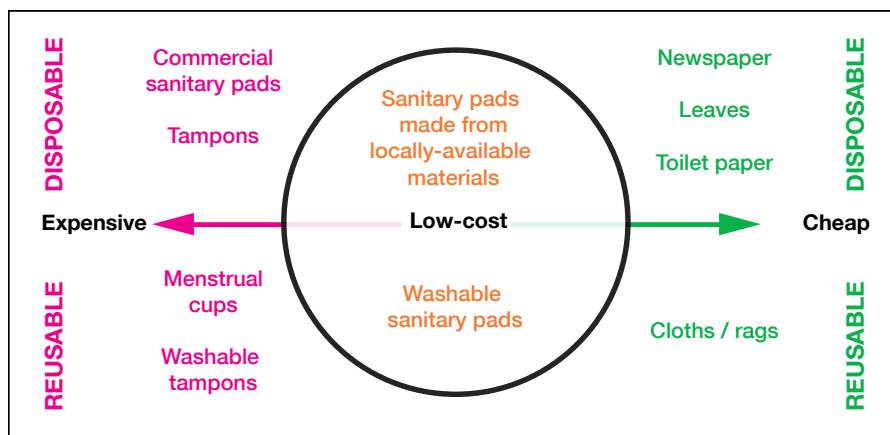 DISPOSABLE
Commercial
sanitary pads
Tampons
Sanitary pads
made from
locally-available
materials
Newspaper
Leaves
Toilet paper
DISPOSABLE
Expensive
Low-cost
Cheap
REUSABLE
Menstrual
cups
Washable
tampons
Washable
sanitary pads
Cloths / rags
REUSABLE